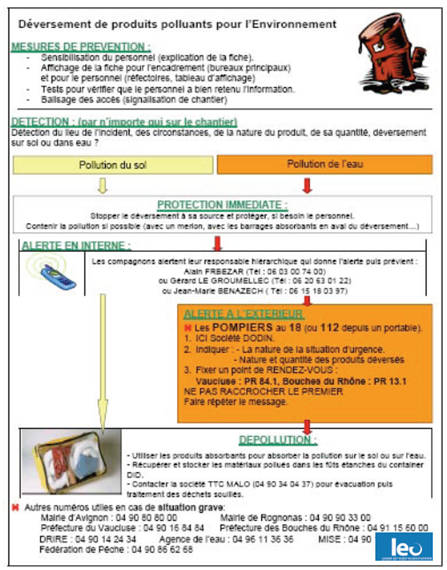 Déversement de produits polluants pour l'Environnement
MESURES DE PREVENTION :
- Sensibilisation du personnel (explication de la fiche).
- Affichage de la fiche pour l'encadrement (bureaux principaux)
et pour le personnel (réfectoires, tableau d'affichage)
- Tests pour vérifier que le personnel a bien retenu l'information.
- Balisage des accès (signalisation de chantier)
DETECTION : (par n'importe qui sur le chantier)
Détection du lieu de l'incident, des circonstances, de la nature du produit, de sa quantité, déversement
sur sol ou dans eau ?
Pollution du sol
Pollution de l'eau
PROTECTION IMMEDIATE :
Stopper le déversement à sa source et protéger, si besoin le personnel.
Contenir la pollution si possible (avec un merlon, avec les barrages absorbants en aval du déversement…)
ALERTE EN INTERNE :
Les compagnons alertent leur responsable hiérarchique qui donne l'alerte puis prévient :
Alain FRBEZAR (Tél : 06 03 00 74 00)
ou Gérard LE GROUMELLEC (Tél : 06 20 63 01 22)
ou Jean-Marie BENAZECH ( Tél : 06 15 18 03 97)
ALERTE A L'EXTERIEUR
Les POMPIERS au 18 (ou 112 depuis un portable).
1. ICI Société DODIN.
2. Indiquer : - La nature de la situation d'urgence.
- Nature et quantité des produits déversés
3. Fixer un point de RENDEZ-VOUS :
Vaucluse : PR 84.1, Bouches du Rhône : PR 13.1
NE PAS RACCROCHER LE PREMIER
Faire répéter le message.
DEPOLLUTION :
- Utiliser les produits absorbants pour absorber la pollution sur le sol ou sur l'eau.
- Récupérer et stocker les matériaux pollués dans les fûts étanches du container
DID.
- Contacter la société TTC MALO (04 90 34 04 37) pour évacuation puis
traitement des déchets souillés.
Autres numéros utiles en cas de situation grave:
Mairie d'Avignon : 04 90 80 80 00 Mairie de Rognonas : 04 90 90 33 00
Préfecture du Vaucluse : 04 90 16 84 84 Préfecture des Bouches du Rhône : 04 91 15 60 00
DRIRE : 04 90 14 24 34 Agence de l'eau : 04 96 11 36 36 MISE : 04 90
Fédération de Pêche : 04 90 86 62 68
leo